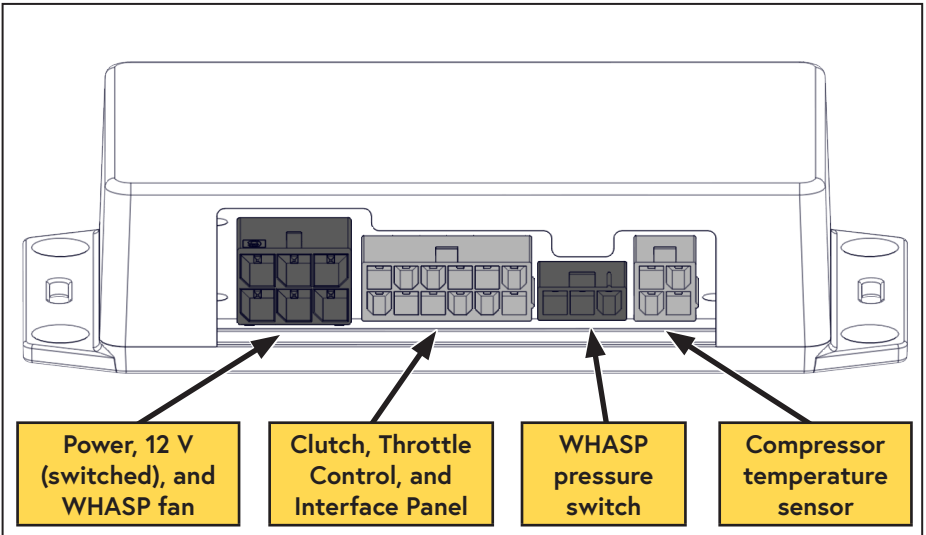 Power, 12 V
(switched), and
WHASP fan
Clutch, Throttle
Control, and
Interface Panel
WHASP
pressure
switch
Compressor
temperature
sensor